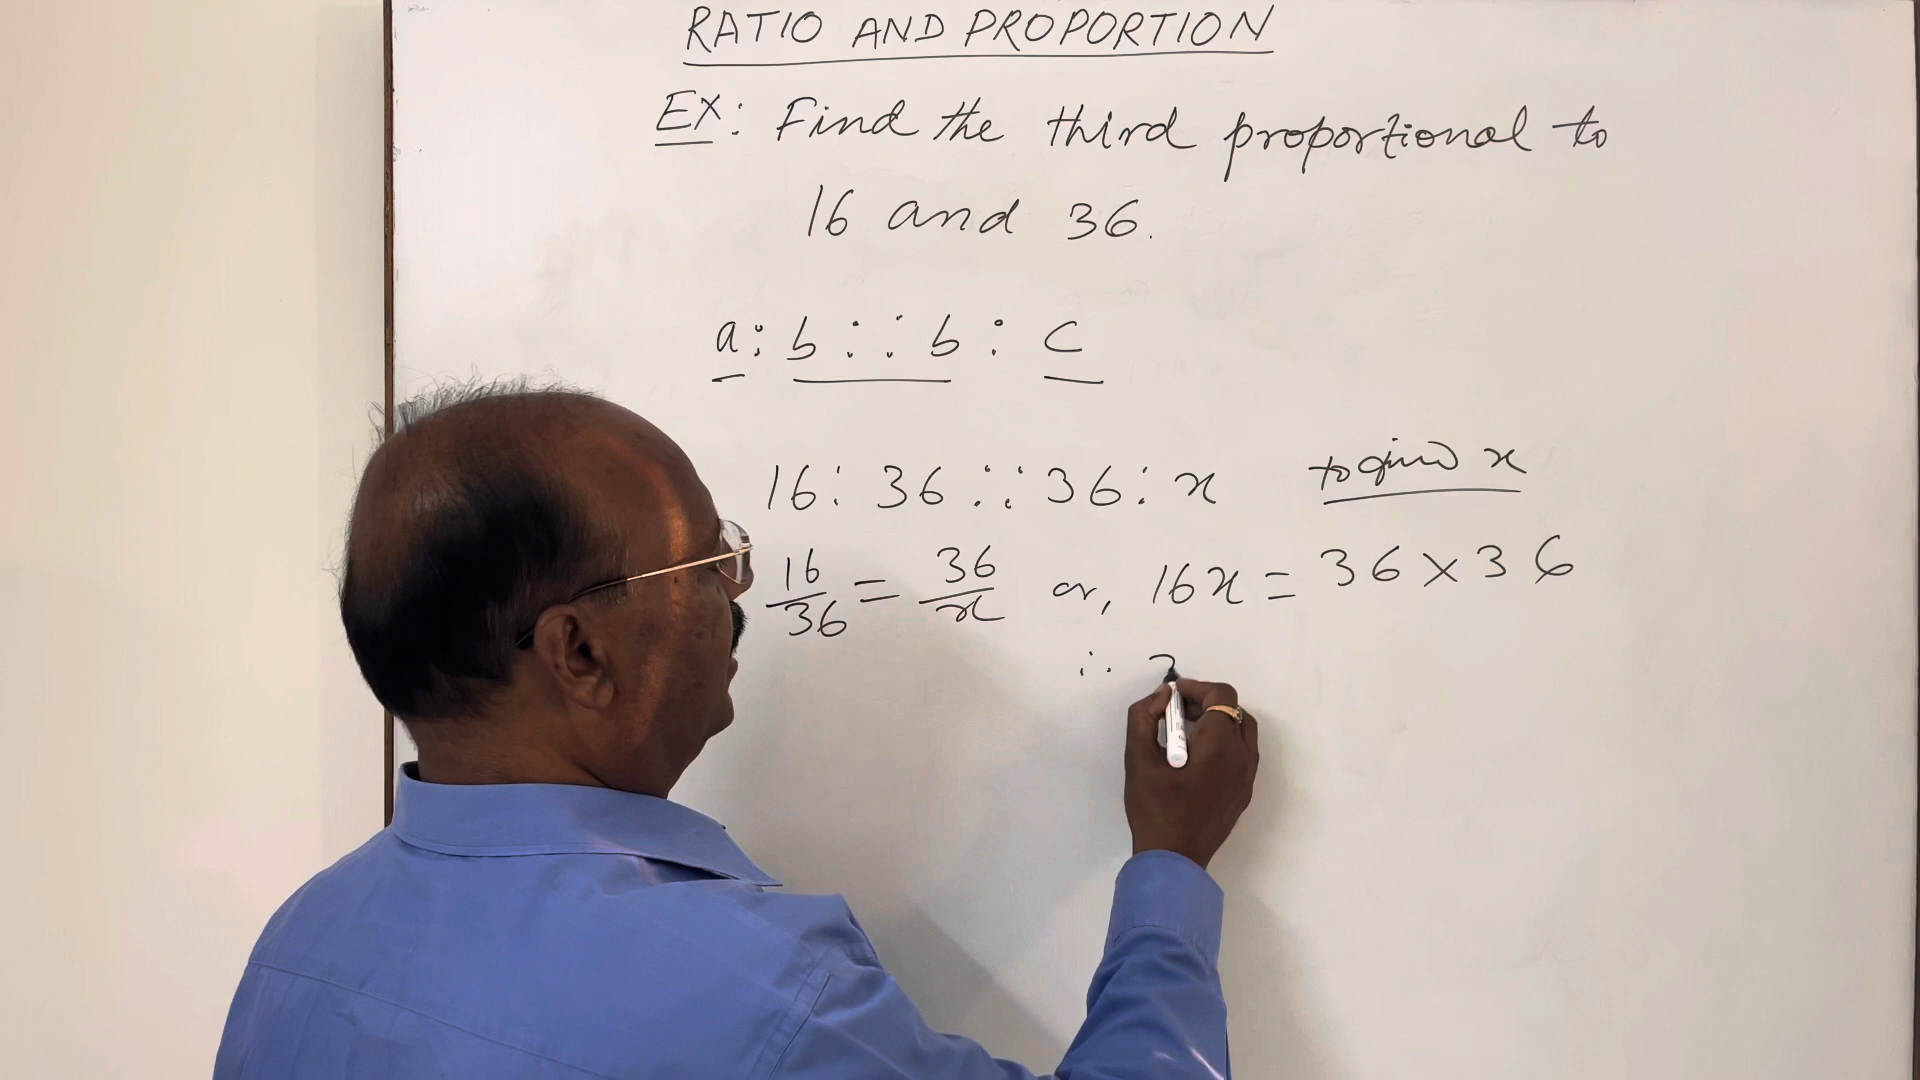 RATIO AND PROPORTION
EX: Find the third proportional to
16 and 36.
a : b :: b : c
16 : 36 :: 36 : x to find x
16/36 = 36/x or, 16x = 36 × 36
∴